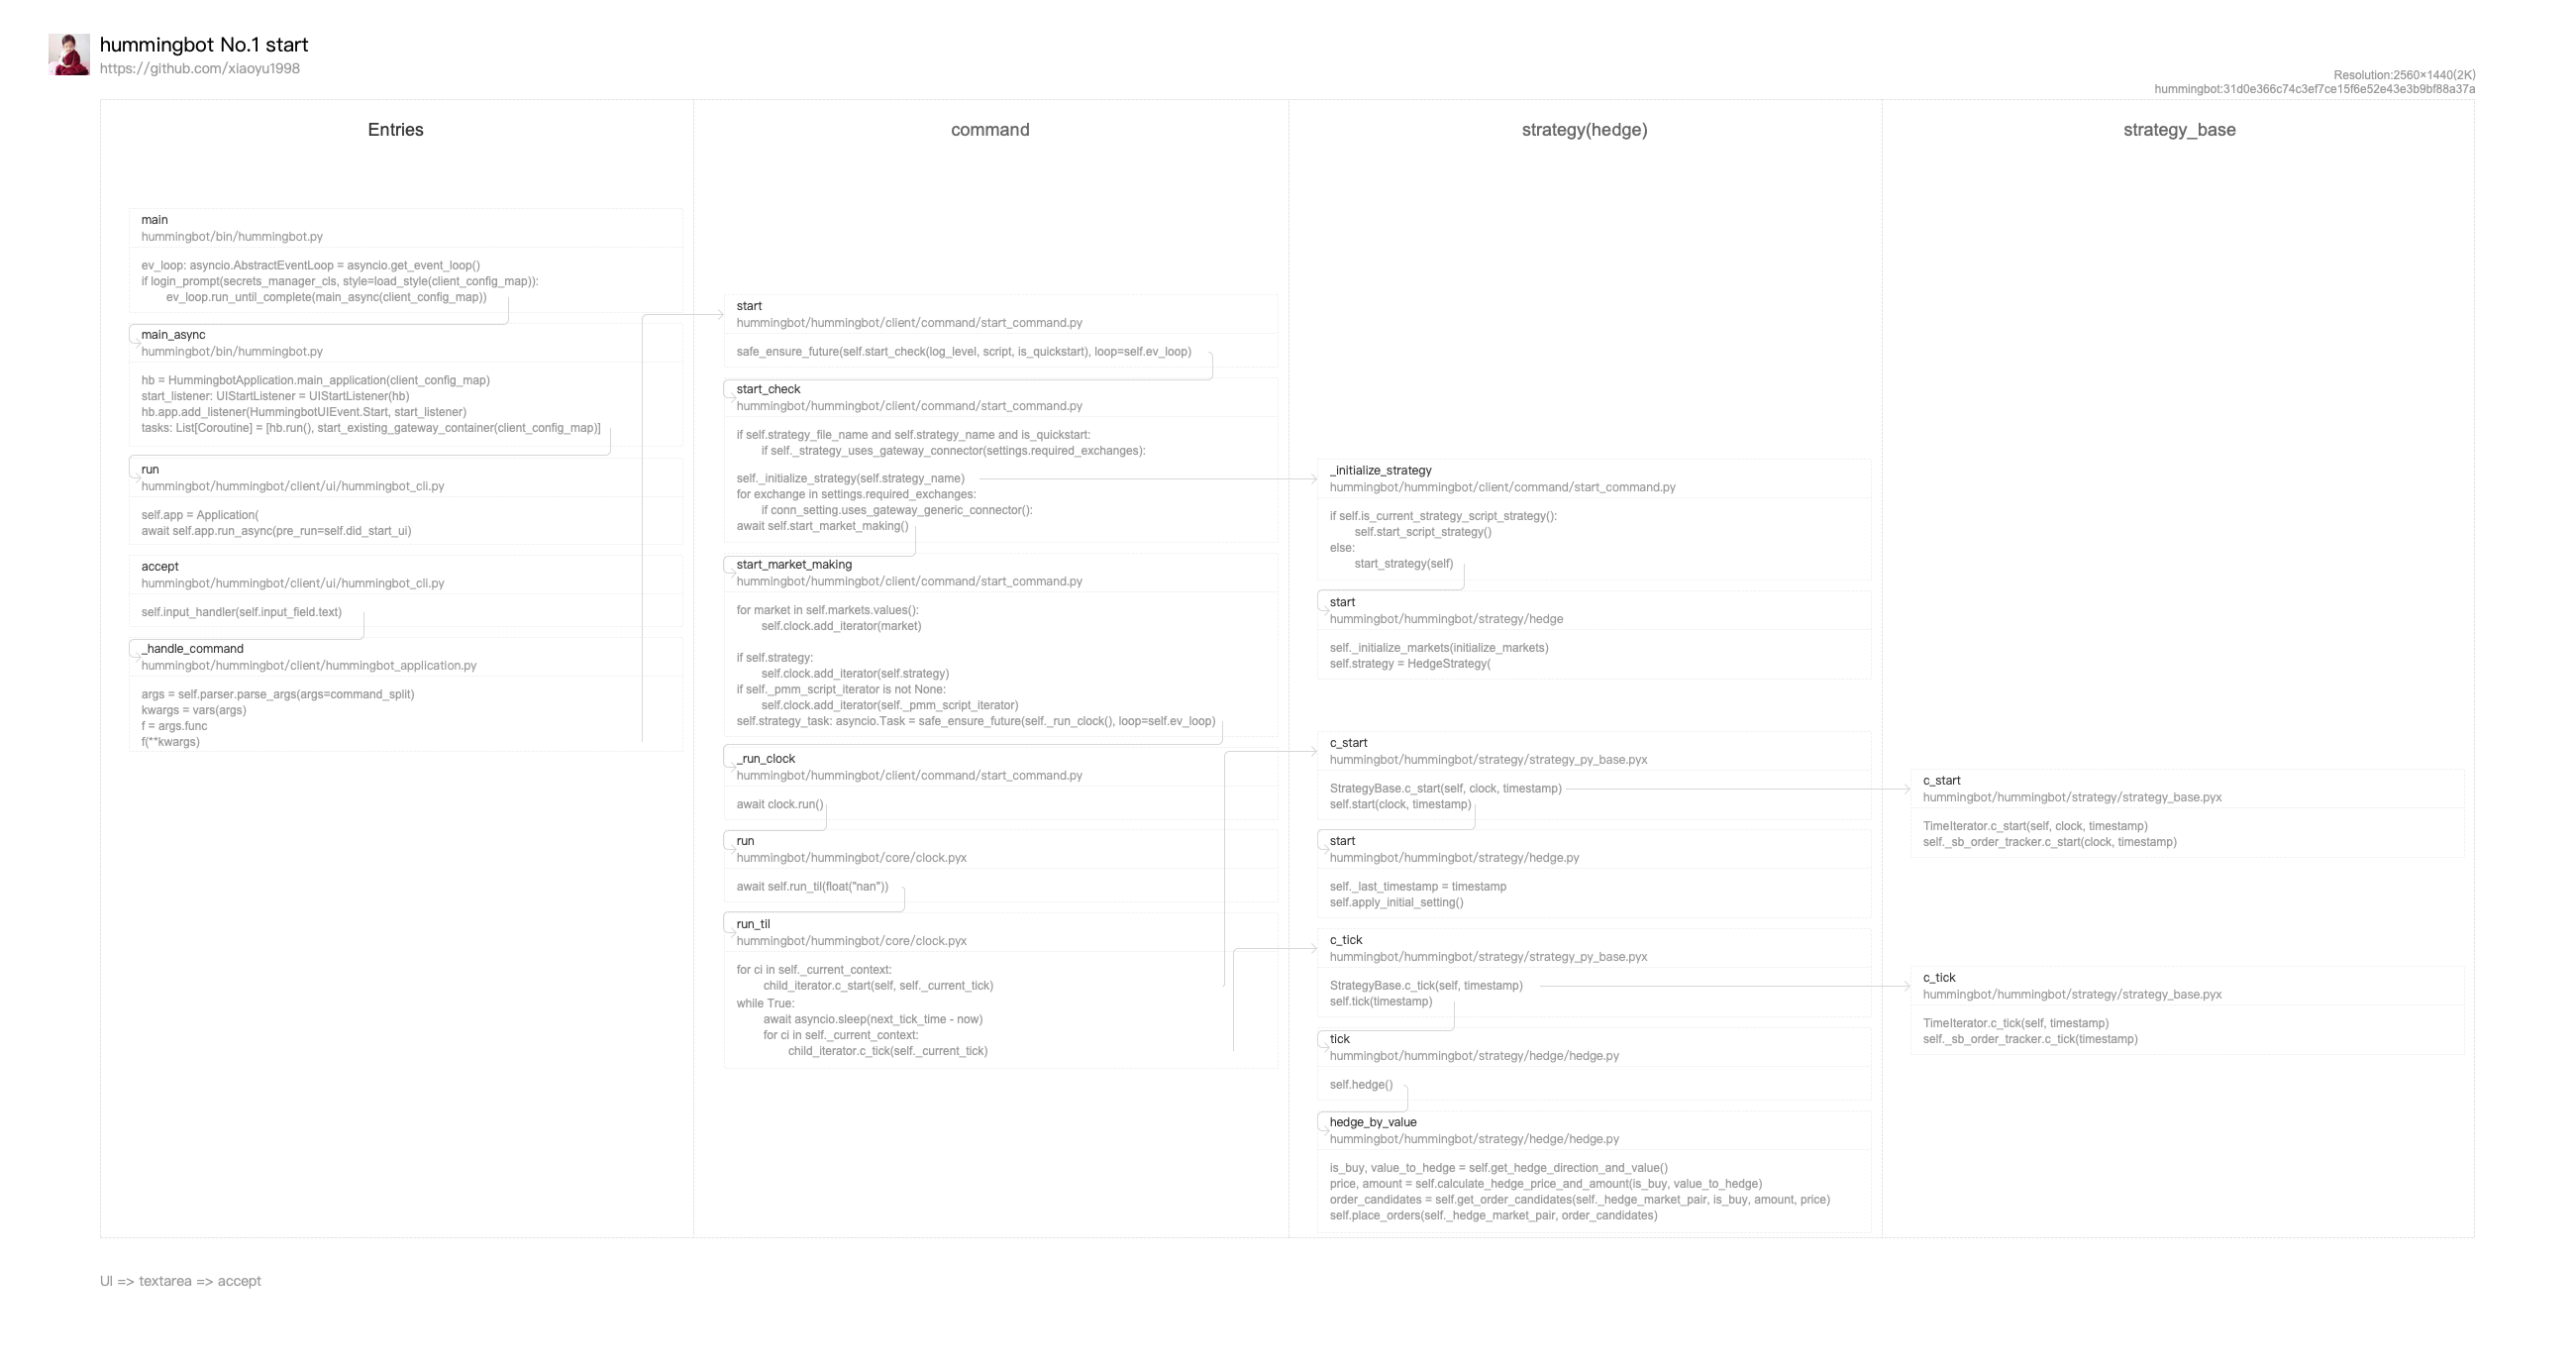 hummingbot No.1 start
https://github.com/xiaoyu1998
Resolution:2560×1440(2K)
hummingbot:31d0e366c74c3ef7ce15f6e52e43e3b9bf88a37a
Entries
main
hummingbot/bin/hummingbot.py
ev_loop: asyncio.AbstractEventLoop = asyncio.get_event_loop()
if login_prompt(secrets_manager_cls, style=load_style(client_config_map)):
ev_loop.run_until_complete(main_async(client_config_map))
main_async
hummingbot/bin/hummingbot.py
hb = HummingbotApplication.main_application(client_config_map)
start_listener: UIStartListener = UIStartListener(hb)
hb.app.add_listener(HummingbotUIEvent.Start, start_listener)
tasks: List[Coroutine] = [hb.run(), start_existing_gateway_container(client_config_map)]
run
hummingbot/hummingbot/client/ui/hummingbot_cli.py
self.app = Application(
await self.app.run_async(pre_run=self.did_start_ui)
accept
hummingbot/hummingbot/client/ui/hummingbot_cli.py
self.input_handler(self.input_field.text)
_handle_command
hummingbot/hummingbot/client/hummingbot_application.py
args = self.parser.parse_args(args=command_split)
kwargs = vars(args)
f = args.func
f(**kwargs)
command
start
hummingbot/hummingbot/client/command/start_command.py
safe_ensure_future(self.start_check(log_level, script, is_quickstart), loop=self.ev_loop)
start_check
hummingbot/hummingbot/client/command/start_command.py
if self.strategy_file_name and self.strategy_name and is_quickstart:
if self._strategy_uses_gateway_connector(settings.required_exchanges):
self._initialize_strategy(self.strategy_name)
for exchange in settings.required_exchanges:
if conn_setting.uses_gateway_generic_connector():
await self.start_market_making()
start_market_making
hummingbot/hummingbot/client/command/start_command.py
for market in self.markets.values():
self.clock.add_iterator(market)
if self.strategy:
self.clock.add_iterator(self.strategy)
if self._pmm_script_iterator is not None:
self.clock.add_iterator(self._pmm_script_iterator)
self.strategy_task: asyncio.Task = safe_ensure_future(self._run_clock(), loop=self.ev_loop)
_run_clock
hummingbot/hummingbot/client/command/start_command.py
await clock.run()
run
hummingbot/hummingbot/core/clock.pyx
await self.run_til(float("nan"))
run_til
hummingbot/hummingbot/core/clock.pyx
for ci in self._current_context:
child_iterator.c_start(self, self._current_tick)
while True:
await asyncio.sleep(next_tick_time - now)
for ci in self._current_context:
child_iterator.c_tick(self._current_tick)
strategy(hedge)
_initialize_strategy
hummingbot/hummingbot/client/command/start_command.py
if self.is_current_strategy_script_strategy():
self.start_script_strategy()
else:
start_strategy(self)
start
hummingbot/hummingbot/strategy/hedge
self._initialize_markets(initialize_markets)
self.strategy = HedgeStrategy(
c_start
hummingbot/hummingbot/strategy/strategy_py_base.pyx
StrategyBase.c_start(self, clock, timestamp)
self.start(clock, timestamp)
start
hummingbot/hummingbot/strategy/hedge.py
self._last_timestamp = timestamp
self.apply_initial_setting()
c_tick
hummingbot/hummingbot/strategy/strategy_py_base.pyx
StrategyBase.c_tick(self, timestamp)
self.tick(timestamp)
tick
hummingbot/hummingbot/strategy/hedge/hedge.py
self.hedge()
hedge_by_value
hummingbot/hummingbot/strategy/hedge/hedge.py
is_buy, value_to_hedge = self.get_hedge_direction_and_value()
price, amount = self.calculate_hedge_price_and_amount(is_buy, value_to_hedge)
order_candidates = self.get_order_candidates(self._hedge_market_pair, is_buy, amount, price)
self.place_orders(self._hedge_market_pair, order_candidates)
strategy_base
c_start
hummingbot/hummingbot/strategy/strategy_base.pyx
TimeIterator.c_start(self, clock, timestamp)
self._sb_order_tracker.c_start(clock, timestamp)
c_tick
hummingbot/hummingbot/strategy/strategy_base.pyx
TimeIterator.c_tick(self, timestamp)
self._sb_order_tracker.c_tick(timestamp)
UI => textarea => accept